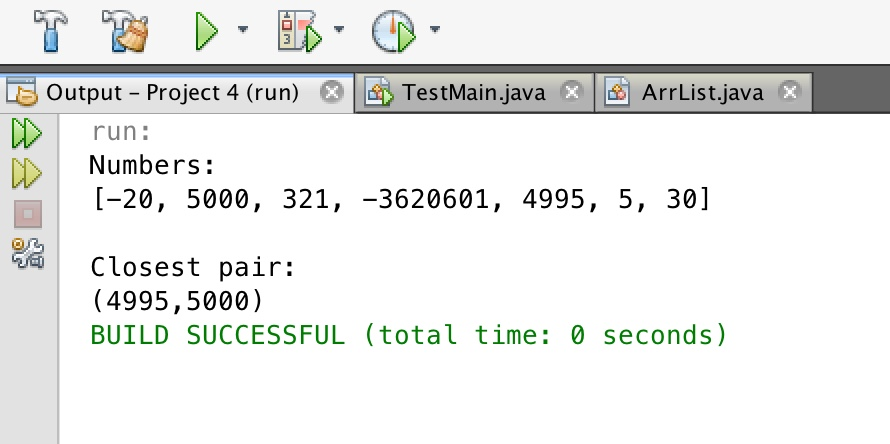 3
Output – Project 4 (run) TestMain.java ArrList.java
run:
Numbers:
[-20, 5000, 321, -3620601, 4995, 5, 30]
Closest pair:
(4995,5000)
BUILD SUCCESSFUL (total time: 0 seconds)